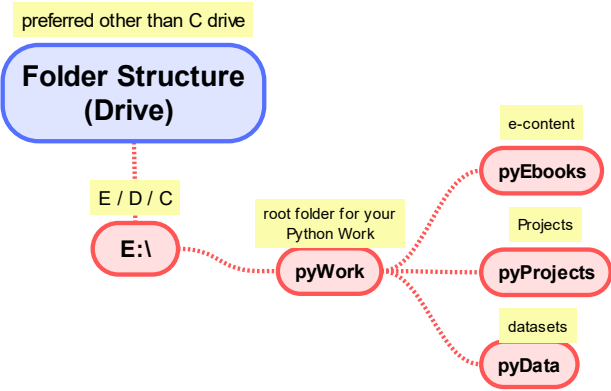 preferred other than C drive
Folder Structure
(Drive)
E / D / C
E:\
root folder for your
Python Work
pyWork
e-content
pyEbooks
Projects
pyProjects
datasets
pyData